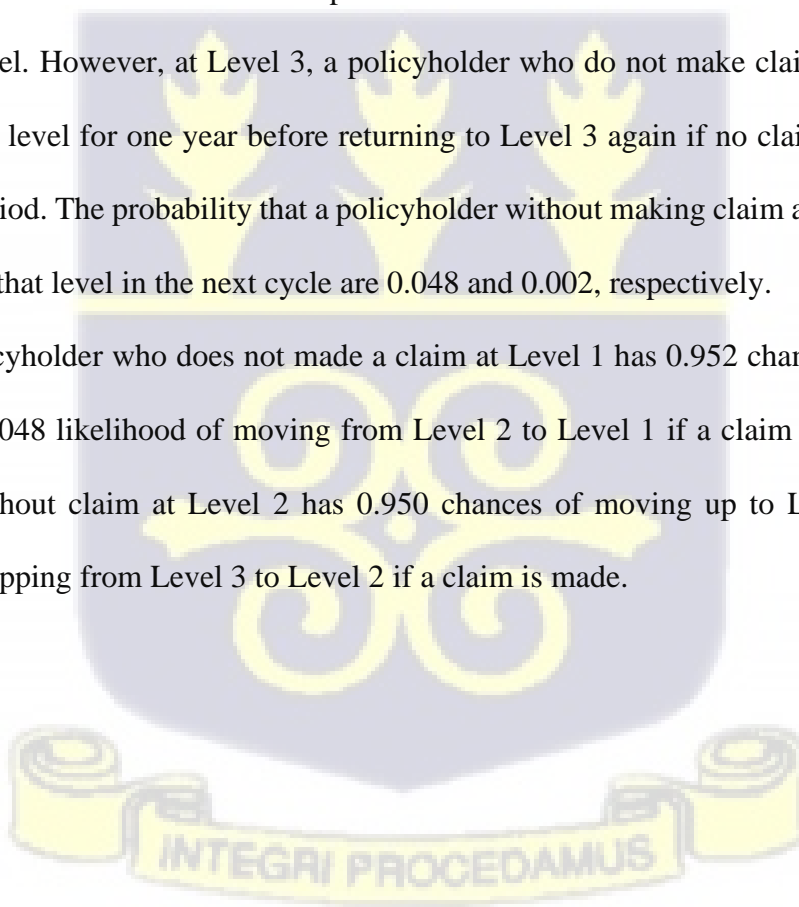 el. However, at Level 3, a policyholder who do not make clai
level for one year before returning to Level 3 again if no clai
iod. The probability that a policyholder without making claim a
that level in the next cycle are 0.048 and 0.002, respectively.
cyholder who does not made a claim at Level 1 has 0.952 chan
048 likelihood of moving from Level 2 to Level 1 if a claim
hout claim at Level 2 has 0.950 chances of moving up to L
pping from Level 3 to Level 2 if a claim is made.
INTEGRI PROCEDAMUS